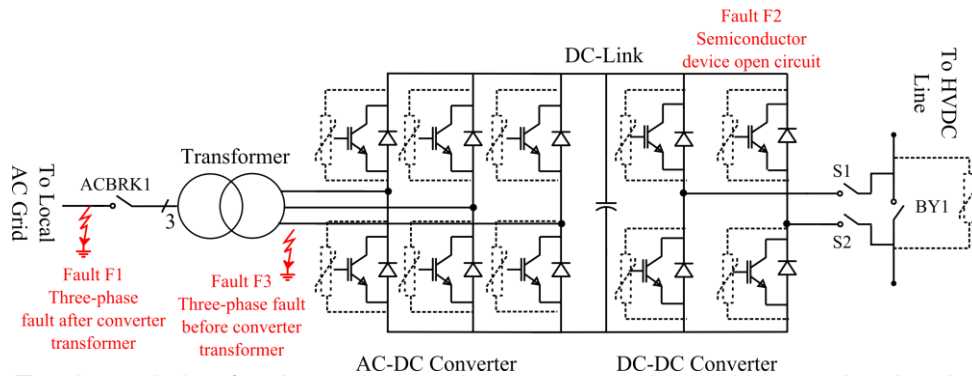 Fault F2
Semiconductor
device open circuit
DC-Link
To HVDC
Line
Transformer
To Local
AC Grid
ACBRK1
3
S1
S2
BY1
Fault F1
Three-phase
fault after converter
transformer
Fault F3
Three-phase fault
before converter
transformer
AC-DC Converter
DC-DC Converter